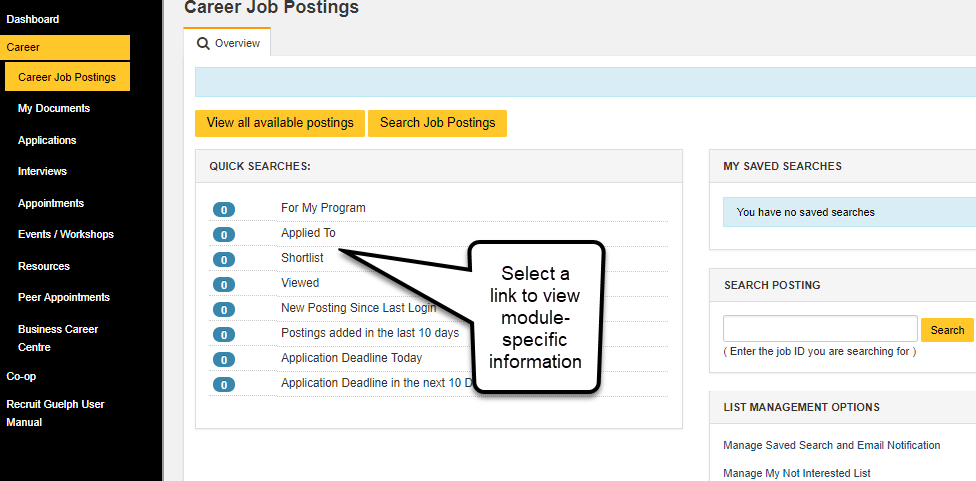 Dashboard
Career
Career Job Postings
My Documents
Applications
Interviews
Appointments
Events / Workshops
Resources
Peer Appointments
Business Career
Centre
Co-op
Recruit Guelph User
Manual
Career Job Postings
Overview
View all available postings
Search Job Postings
QUICK SEARCHES:
0 For My Program
0 Applied To
0 Shortlist
0 Viewed
0 New Posting Since Last Login
0 Postings added in the last 10 days
0 Application Deadline Today
0 Application Deadline in the next 10 D
Select a
link to view
module-
specific
information
MY SAVED SEARCHES
You have no saved searches
SEARCH POSTING
Search
( Enter the job ID you are searching for )
LIST MANAGEMENT OPTIONS
Manage Saved Search and Email Notification
Manage My Not Interested List